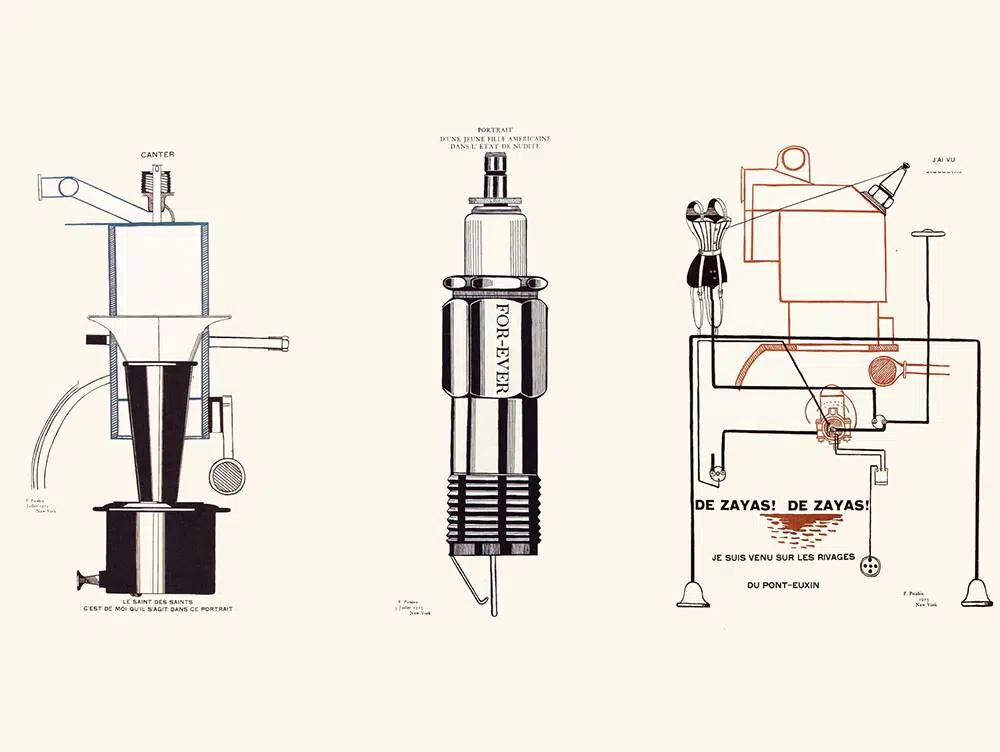 CANTER
F. Picabia
Juillet 1915
New York
LE SAINT DES SAINTS
C'EST DE MOI QU'IL S'AGIT DANS CE PORTRAIT
PORTRAIT
D'UNE JEUNE FILLE AMERICAINE
DANS L'ÉTAT DE NUDITÉ
FOR-EVER
F. Picabia
5 Juillet 1915
New York
J'AI VU
DE ZAYAS! DE ZAYAS!
JE SUIS VENU SUR LES RIVAGES
DU PONT-EUXIN
F. Picabia
1915
New York